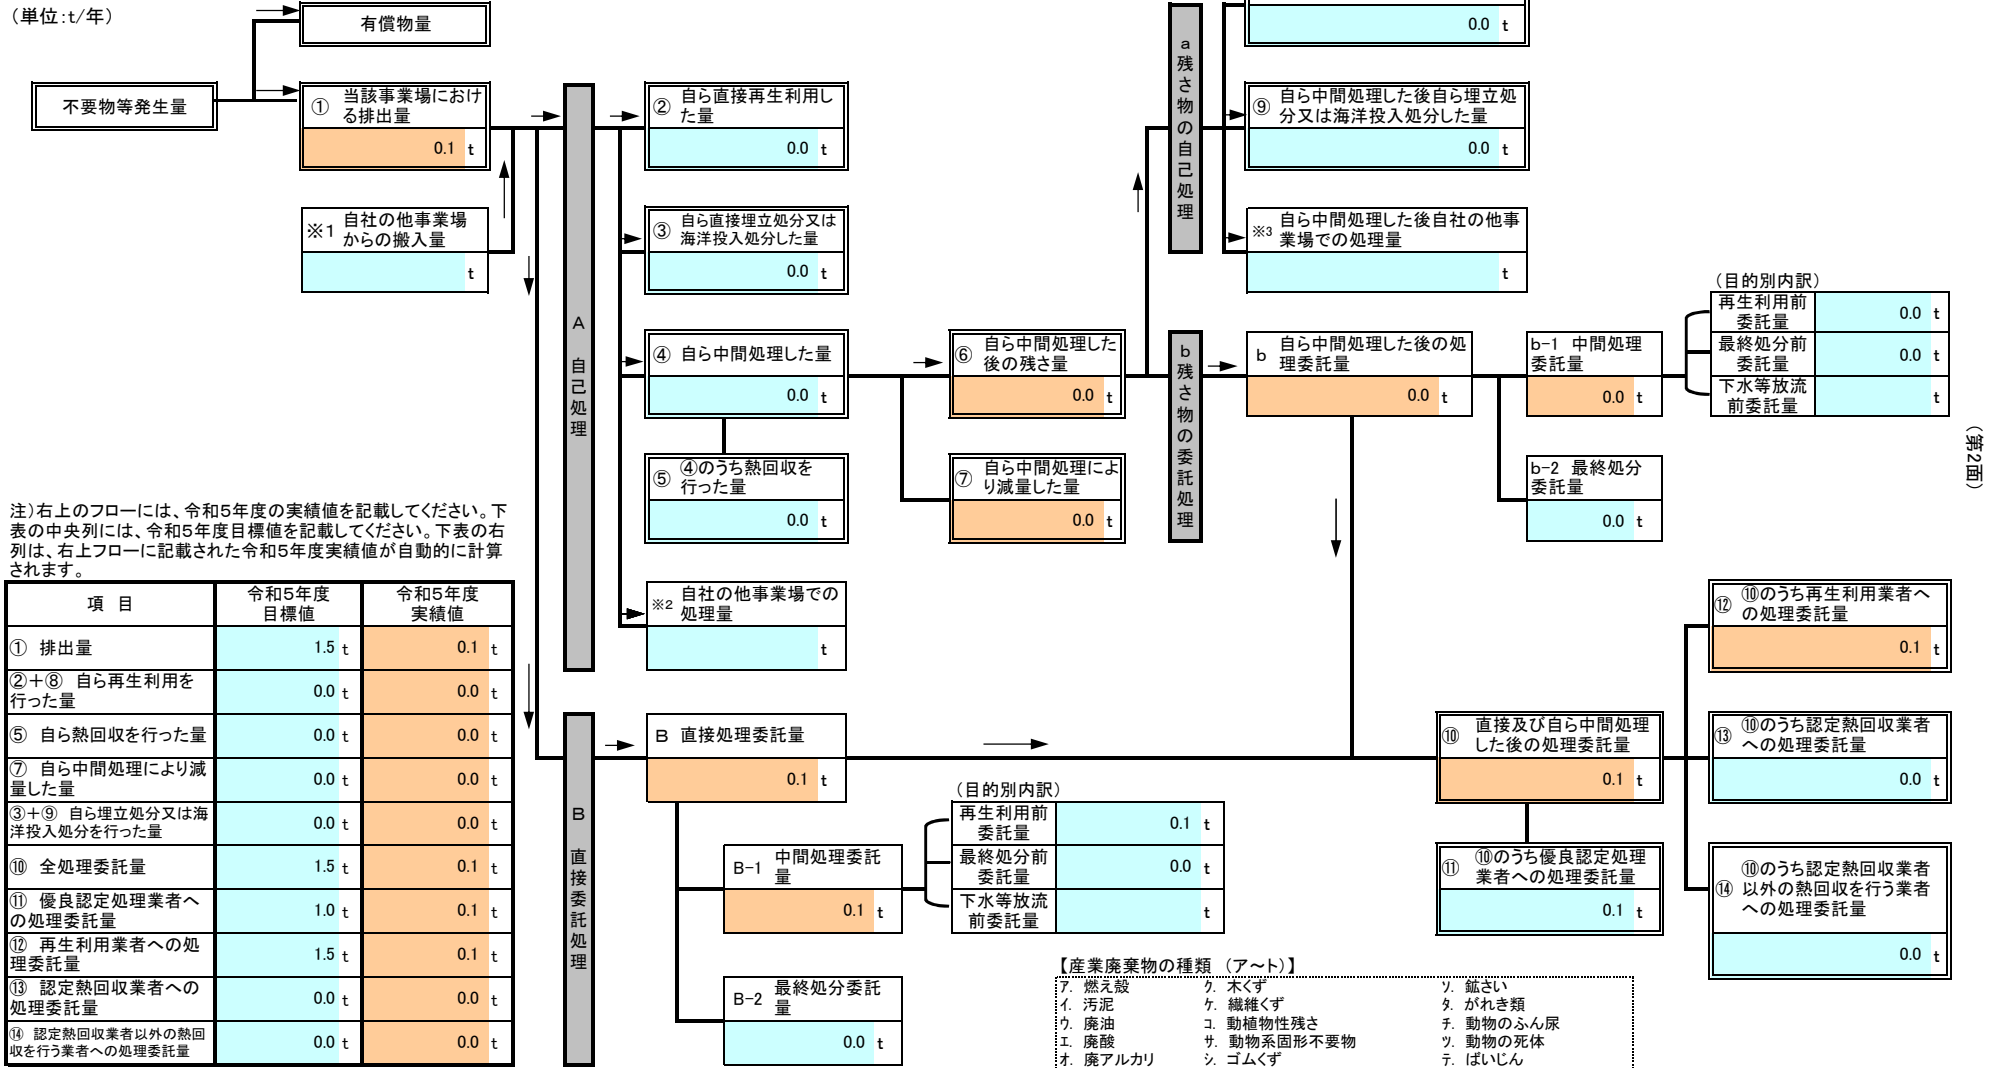 （単位：t/年）
有償物量
不要物等発生量
① 当該事業場におけ
る排出量
0.1 t
※1 自社の他事業場
からの搬入量
t
A 自己処理
② 自ら直接再生利用し
た量
0.0 t
③ 自ら直接埋立処分又は
海洋投入処分した量
0.0 t
④ 自ら中間処理した量
0.0 t
⑤ ④のうち熱回収を
行った量
0.0 t
※2 自社の他事業場での
処理量
t
⑥ 自ら中間処理した
後の残さ量
0.0 t
⑦ 自ら中間処理によ
り減量した量
0.0 t
a残さ物の自己処理
0.0 t
⑨ 自ら中間処理した後自ら埋立処
分又は海洋投入処分した量
0.0 t
※3 自ら中間処理した後自社の他事
業場での処理量
t
b残さ物の委託処理
b 自ら中間処理した後の処
理委託量
0.0 t
b-1 中間処理
委託量
0.0 t
b-2 最終処分
委託量
0.0 t
（目的別内訳）
再生利用前
委託量
0.0 t
最終処分前
委託量
0.0 t
下水等放流
前委託量
t
（第2面）
注）右上のフローには、令和5年度の実績値を記載してください。下
表の中央列には、令和5年度目標値を記載してください。下表の右
列は、右上フローに記載された令和5年度実績値が自動的に計算
されます。
項 目 令和5年度 目標値 令和5年度 実績値
① 排出量 1.5 t 0.1 t
②＋⑧ 自ら再生利用を
行った量 0.0 t 0.0 t
⑤ 自ら熱回収を行った量 0.0 t 0.0 t
⑦ 自ら中間処理により減
量した量 0.0 t 0.0 t
③＋⑨ 自ら埋立処分又は海
洋投入処分を行った量 0.0 t 0.0 t
⑩ 全処理委託量 1.5 t 0.1 t
⑪ 優良認定処理業者へ
の処理委託量 1.0 t 0.1 t
⑫ 再生利用業者への処
理委託量 1.5 t 0.1 t
⑬ 認定熱回収業者への
処理委託量 0.0 t 0.0 t
⑭ 認定熱回収業者以外の熱回
収を行う業者への処理委託量 0.0 t 0.0 t
B 直接委託処理
B 直接処理委託量
0.1 t
B-1 中間処理委託
量
0.1 t
B-2 最終処分委託
量
0.0 t
（目的別内訳）
再生利用前
委託量
0.1 t
最終処分前
委託量
0.0 t
下水等放流
前委託量
t
⑩ 直接及び自ら中間処理
した後の処理委託量
0.1 t
⑪ ⑩のうち優良認定処理
業者への処理委託量
0.1 t
⑫ ⑩のうち再生利用業者へ
の処理委託量
0.1 t
⑬ ⑩のうち認定熱回収業者
への処理委託量
0.0 t
⑭ ⑩のうち認定熱回収業者
以外の熱回収を行う業者
への処理委託量
0.0 t
【産業廃棄物の種類 （ア～ト）】
ア. 燃え殻 ク. 木くず ソ. 鉱さい
イ. 汚泥 ケ. 繊維くず タ. がれき類
ウ. 廃油 コ. 動植物性残さ チ. 動物のふん尿
エ. 廃酸 サ. 動物系固形不要物 ツ. 動物の死体
オ. 廃アルカリ シ. ゴムくず テ. ばいじん